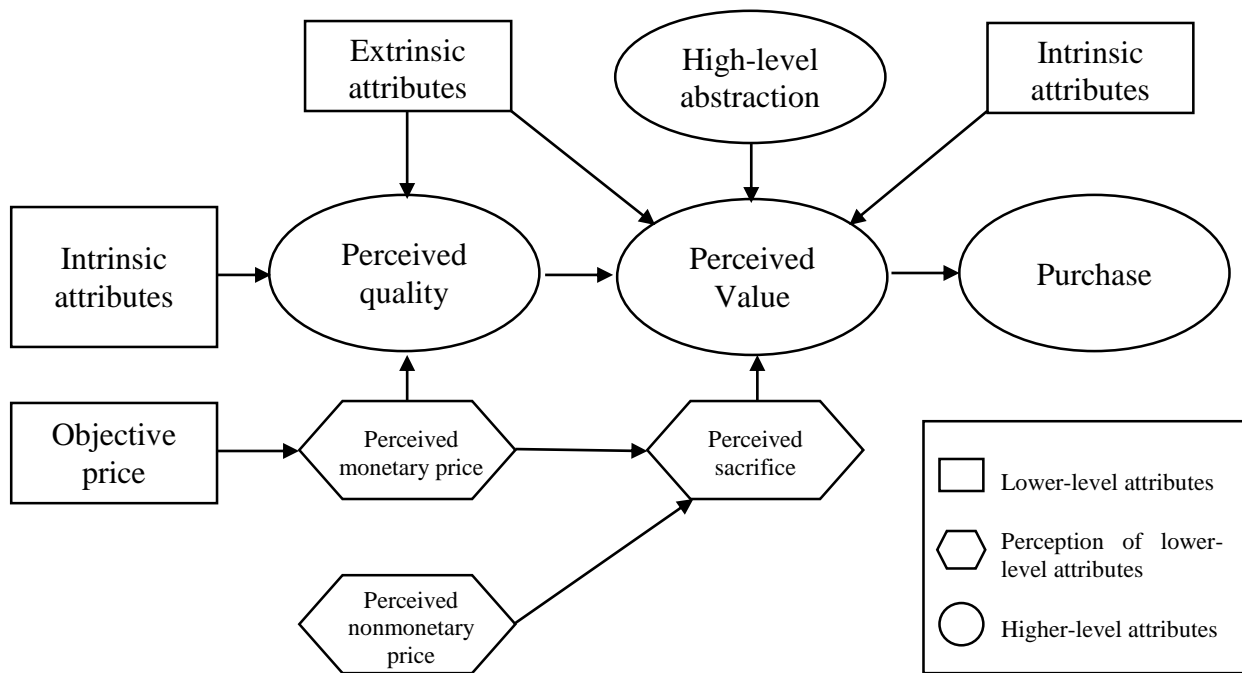 Extrinsic
attributes
High-level
abstraction
Intrinsic
attributes
Intrinsic
attributes
Perceived
quality
Perceived
Value
Purchase
Objective
price
Perceived
monetary price
Perceived
sacrifice
Perceived
nonmonetary
price
Lower-level attributes
Perception of lower-
level attributes
Higher-level attributes